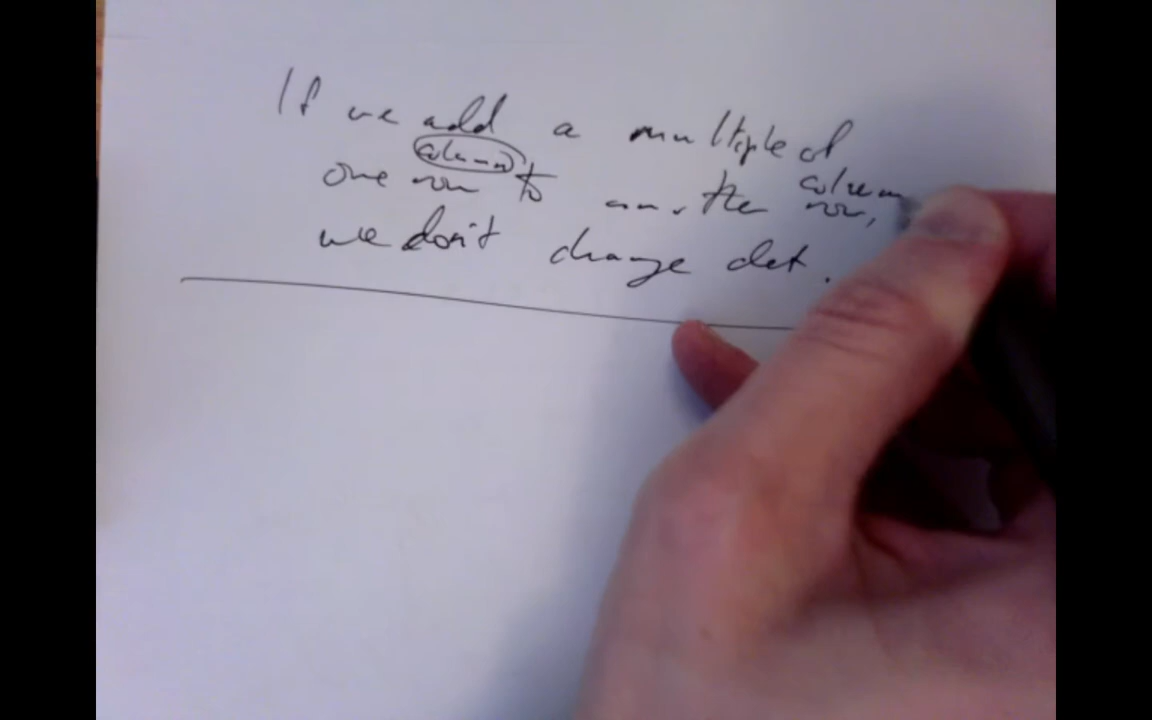 If we add a multiple of
column
one row to another row,
column
we don't change det.